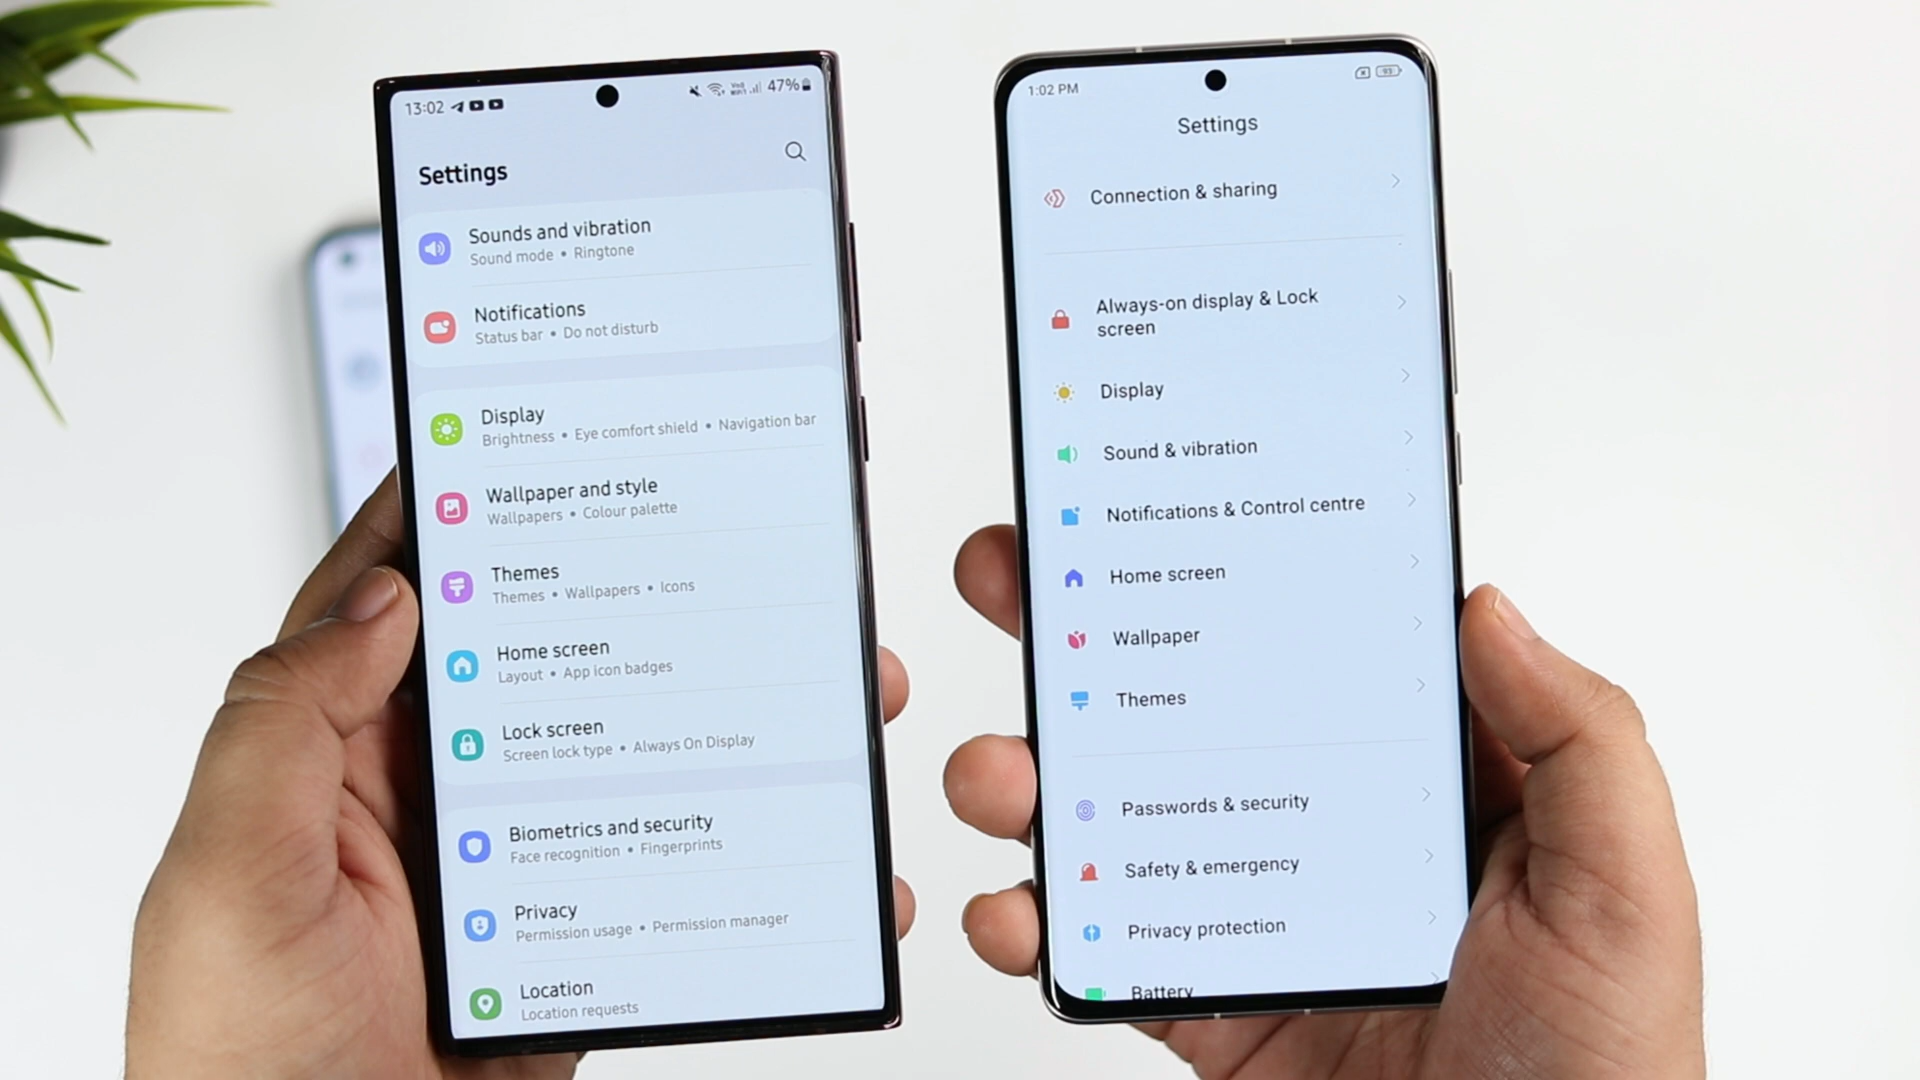 13:02
47%
Settings
Sounds and vibration
Sound mode • Ringtone
Notifications
Status bar • Do not disturb
Display
Brightness • Eye comfort shield • Navigation bar
Wallpaper and style
Wallpapers • Colour palette
Themes
Themes • Wallpapers • Icons
Home screen
Layout • App icon badges
Lock screen
Screen lock type • Always On Display
Biometrics and security
Face recognition • Fingerprints
Privacy
Permission usage • Permission manager
Location
Location requests
1:02 PM
93
Settings
Connection & sharing
Always-on display & Lock
screen
Display
Sound & vibration
Notifications & Control centre
Home screen
Wallpaper
Themes
Passwords & security
Safety & emergency
Privacy protection
Battery